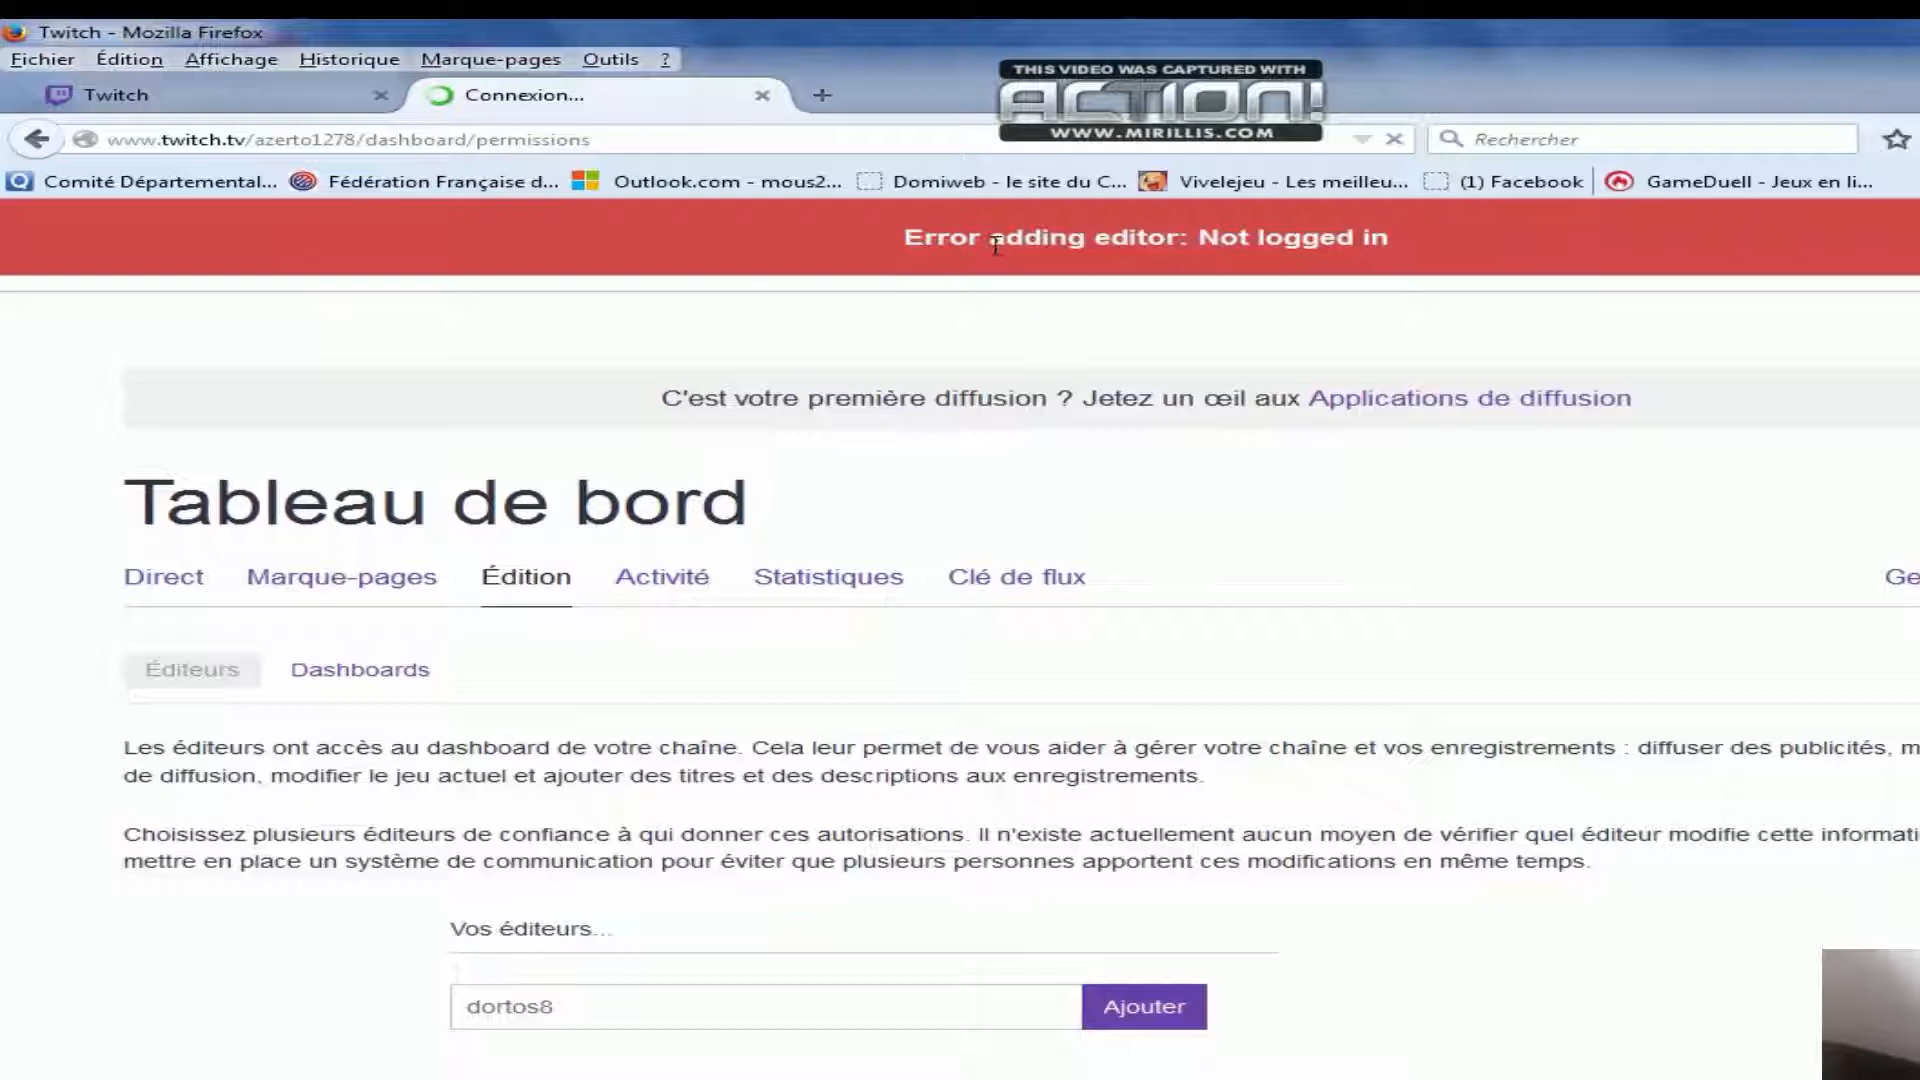 Twitch - Mozilla Firefox
Fichier Édition Affichage Historique Marque-pages Outils ?
THIS VIDEO WAS CAPTURED WITH
ACTION!
WWW.MIRILLIS.COM
Twitch Connexion...
www.twitch.tv/azerto1278/dashboard/permissions Rechercher
Comité Départemental... Fédération Française d... Outlook.com - mous2... Domiweb - le site du C... Vivelejeu - Les meilleu... (1) Facebook GameDuell - Jeux en li...
Error adding editor: Not logged in
C'est votre première diffusion ? Jetez un œil aux Applications de diffusion
Tableau de bord
Direct Marque-pages Édition Activité Statistiques Clé de flux Ge
Éditeurs Dashboards
Les éditeurs ont accès au dashboard de votre chaîne. Cela leur permet de vous aider à gérer votre chaîne et vos enregistrements : diffuser des publicités, m
de diffusion, modifier le jeu actuel et ajouter des titres et des descriptions aux enregistrements.
Choisissez plusieurs éditeurs de confiance à qui donner ces autorisations. Il n'existe actuellement aucun moyen de vérifier quel éditeur modifie cette informati
mettre en place un système de communication pour éviter que plusieurs personnes apportent ces modifications en même temps.
Vos éditeurs...
dortos8 Ajouter